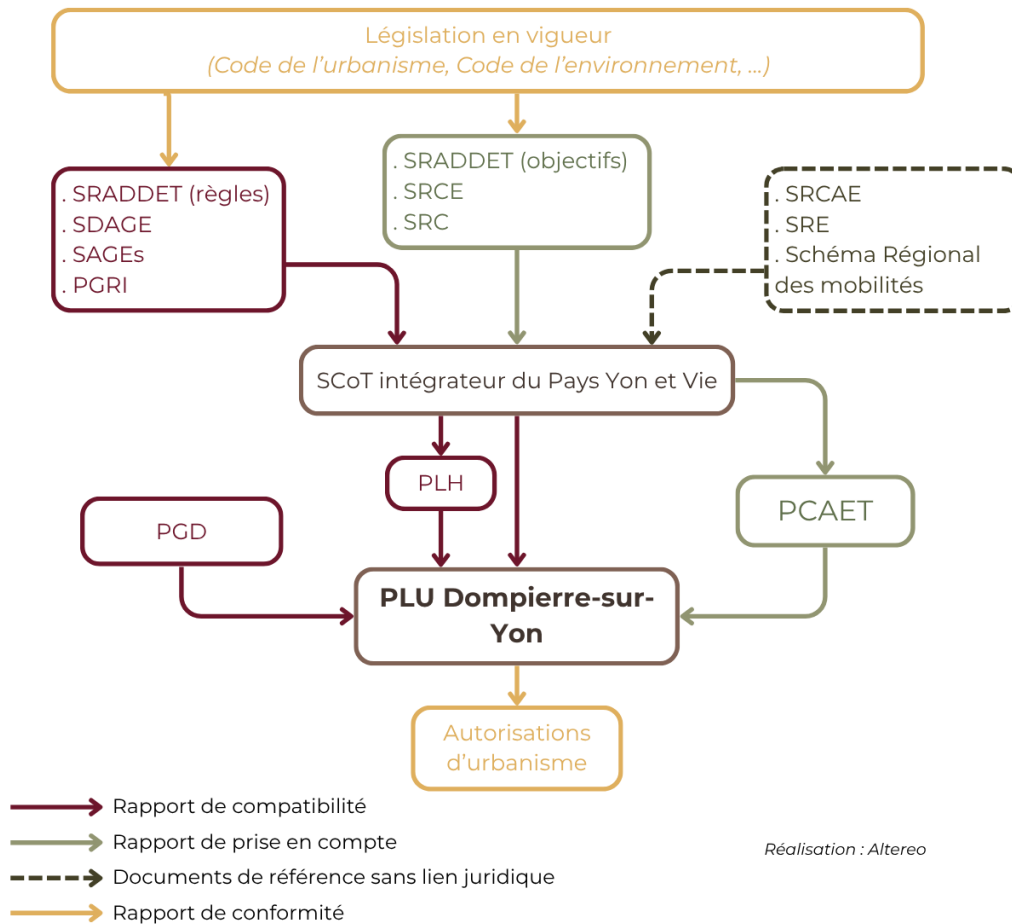 Législation en vigueur
(Code de l'urbanisme, Code de l'environnement, ...)
. SRADDET (règles)
. SDAGE
. SAGEs
. PGRI
. SRADDET (objectifs)
. SRCE
. SRC
. SRCAE
. SRE
. Schéma Régional
des mobilités
SCoT intégrateur du Pays Yon et Vie
PLH
PGD
PCAET
PLU Dompierre-sur-
Yon
Autorisations
d'urbanisme
Rapport de compatibilité
Rapport de prise en compte
Documents de référence sans lien juridique
Rapport de conformité
Réalisation : Altereo